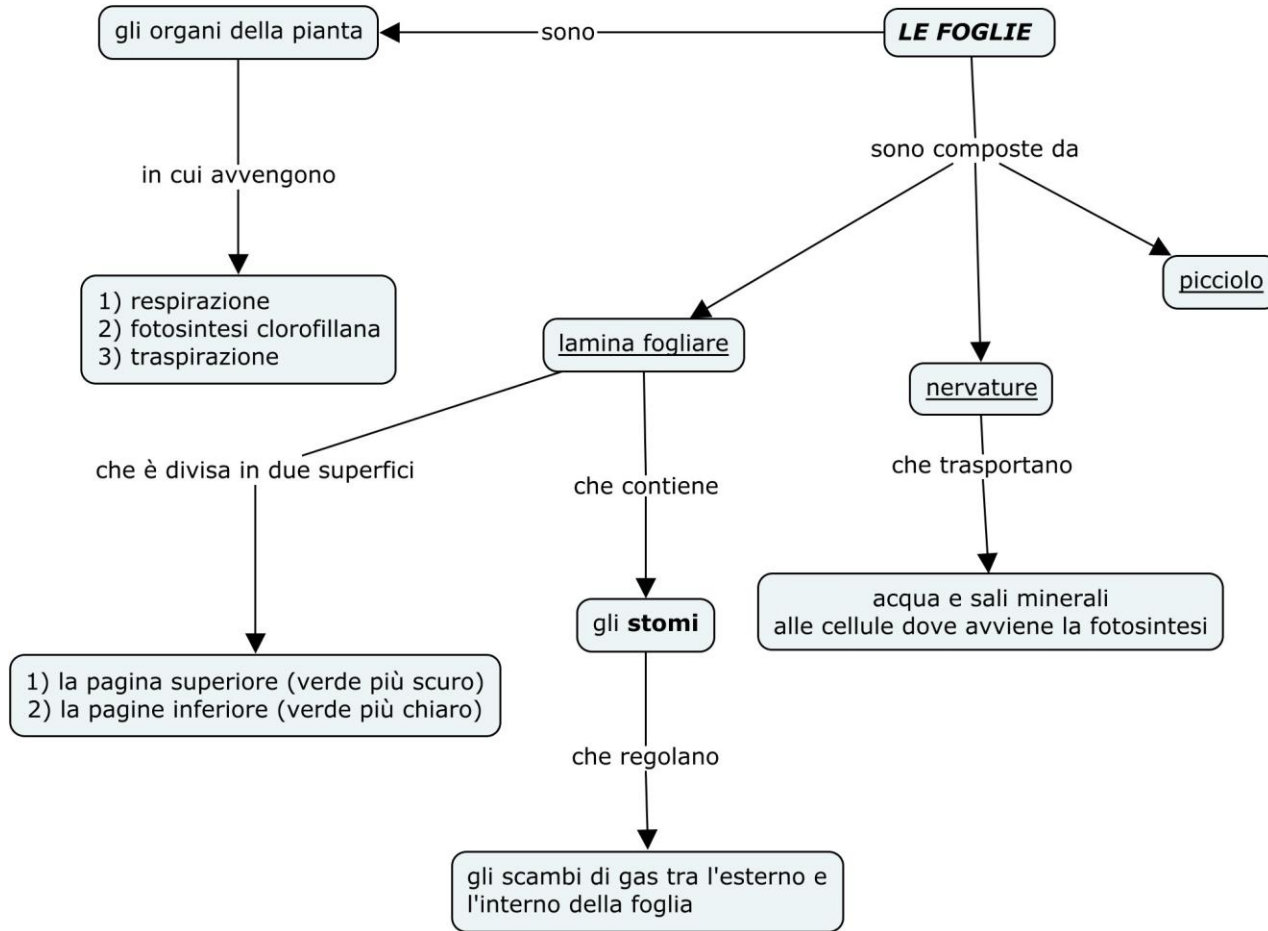 gli organi della pianta
sono
LE FOGLIE
sono composte da
in cui avvengono
picciolo
1) respirazione
2) fotosintesi clorofillana
3) traspirazione
lamina fogliare
nervature
che è divisa in due superfici
che contiene
che trasportano
gli stomi
acqua e sali minerali
alle cellule dove avviene la fotosintesi
1) la pagina superiore (verde più scuro)
2) la pagine inferiore (verde più chiaro)
che regolano
gli scambi di gas tra l'esterno e
l'interno della foglia